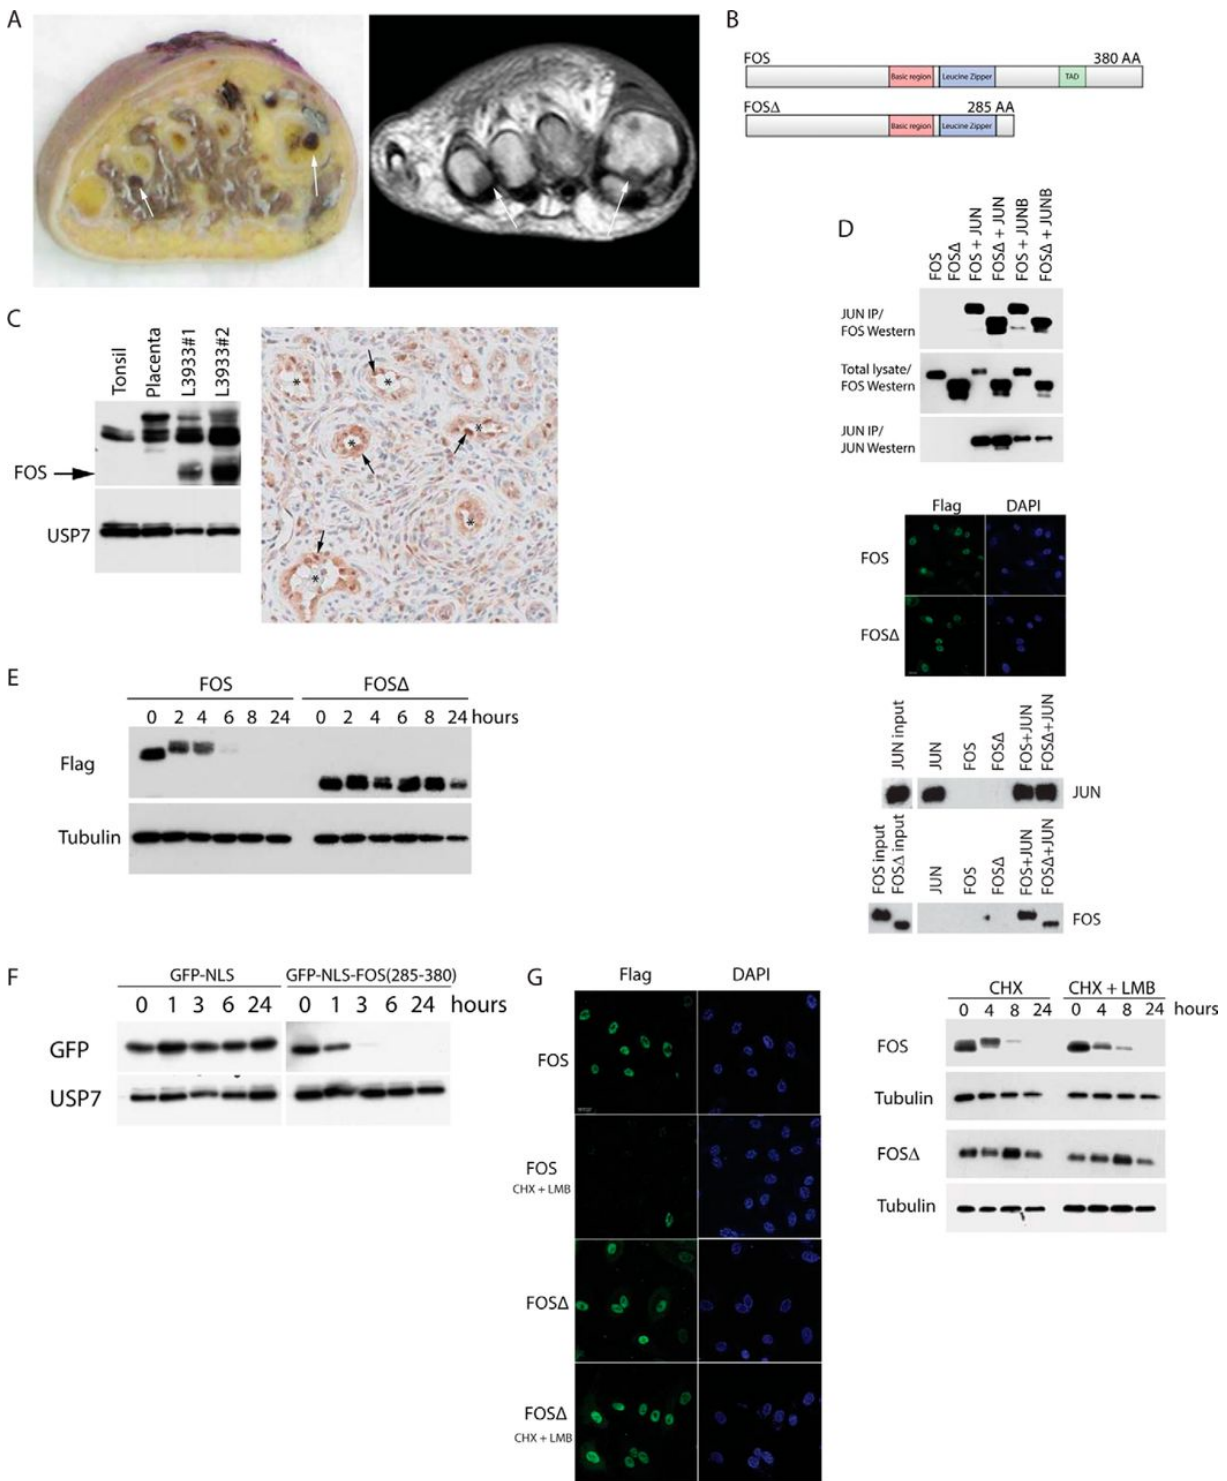 A
B
FOS 380 AA
Basic region Leucine Zipper TAD
FOSΔ 285 AA
Basic region Leucine Zipper
C
Tonsil
Placenta
L3933#1
L3933#2
FOS
USP7
* * * * * *
D
FOS
FOSΔ
FOS + JUN
FOSΔ + JUN
FOS + JUNB
FOSΔ + JUNB
JUN IP/
FOS Western
Total lysate/
FOS Western
JUN IP/
JUN Western
Flag DAPI
FOS
FOSΔ
JUN input
JUN
FOS
FOSΔ
FOS+JUN
FOSΔ+JUN
JUN
FOS input
FOSΔ input
JUN
FOS
FOSΔ
FOS+JUN
FOSΔ+JUN
FOS
E
FOS FOSΔ
0 2 4 6 8 24 0 2 4 6 8 24 hours
Flag
Tubulin
F
GFP-NLS GFP-NLS-FOS(285-380)
0 1 3 6 24 0 1 3 6 24 hours
GFP
USP7
G
Flag DAPI
FOS
FOS
CHX + LMB
FOSΔ
FOSΔ
CHX + LMB
CHX CHX + LMB
0 4 8 24 0 4 8 24 hours
FOS
Tubulin
FOSΔ
Tubulin